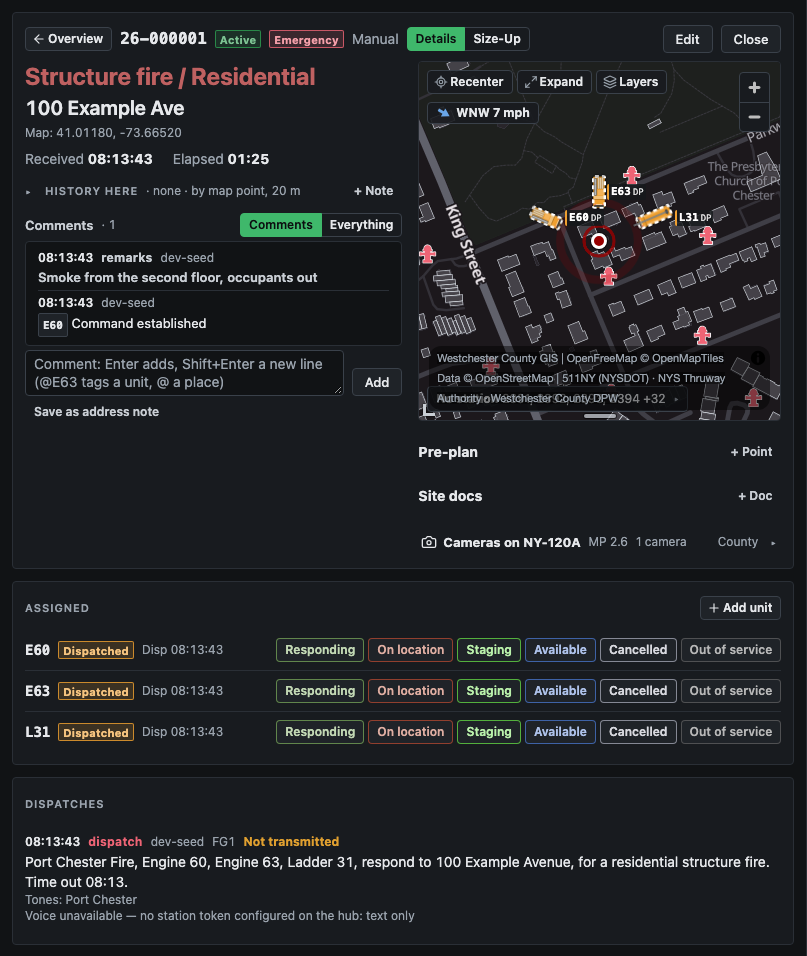 ← Overview 26-000001 Active Emergency Manual Details Size-Up Edit Close
Structure fire / Residential
100 Example Ave
Map: 41.01180, -73.66520
Received 08:13:43 Elapsed 01:25
▸ HISTORY HERE · none · by map point, 20 m + Note
Comments · 1 Comments Everything
08:13:43 remarks dev-seed
Smoke from the second floor, occupants out
08:13:43 dev-seed
E60 Command established
Comment: Enter adds, Shift+Enter a new line
(@E63 tags a unit, @ a place)
Add
Save as address note
Recenter Expand Layers
+
WNW 7 mph
−
Parkw
The Presbyter
Church of Po
Chester
E63 DP
E60 DP
L31 DP
King Street
Westchester County GIS | OpenFreeMap © OpenMapTiles
Data © OpenStreetMap | 511NY (NYSDOT) · NYS Thruway
Authority · Westchester County DPW
394 +32 ▸
Pre-plan + Point
Site docs + Doc
Cameras on NY-120A MP 2.6 1 camera County ▸
ASSIGNED + Add unit
E60 Dispatched Disp 08:13:43 Responding On location Staging Available Cancelled Out of service
E63 Dispatched Disp 08:13:43 Responding On location Staging Available Cancelled Out of service
L31 Dispatched Disp 08:13:43 Responding On location Staging Available Cancelled Out of service
DISPATCHES
08:13:43 dispatch dev-seed FG1 Not transmitted
Port Chester Fire, Engine 60, Engine 63, Ladder 31, respond to 100 Example Avenue, for a residential structure fire.
Time out 08:13.
Tones: Port Chester
Voice unavailable — no station token configured on the hub: text only